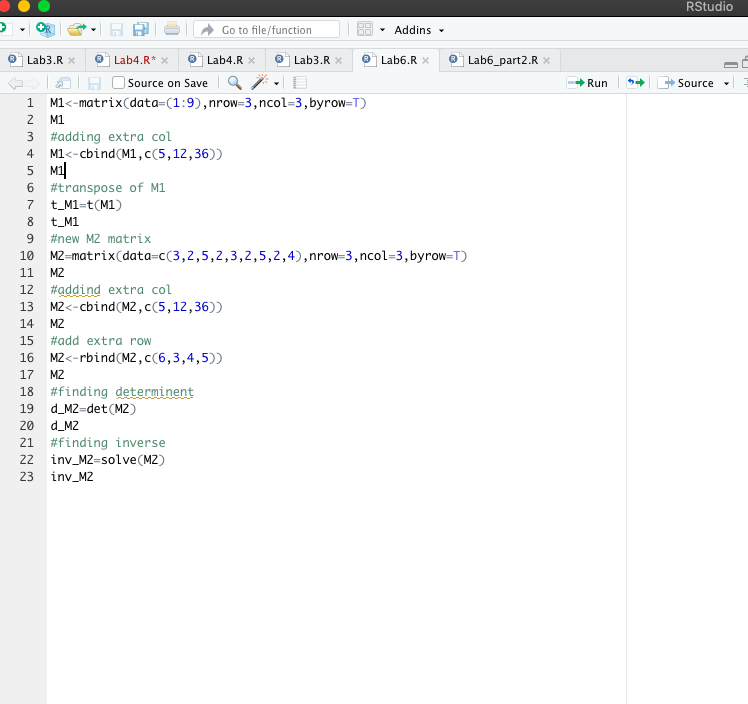 RStudio
Go to file/function
Addins
Lab3.R
Lab4.R*
Lab4.R
Lab3.R
Lab6.R
Lab6_part2.R
Source on Save
Run
Source
1 M1<-matrix(data=(1:9),nrow=3,ncol=3,byrow=T)
2 M1
3 #adding extra col
4 M1<-cbind(M1,c(5,12,36))
5 M1
6 #transpose of M1
7 t_M1=t(M1)
8 t_M1
9 #new M2 matrix
10 M2=matrix(data=c(3,2,5,2,3,2,5,2,4),nrow=3,ncol=3,byrow=T)
11 M2
12 #addind extra col
13 M2<-cbind(M2,c(5,12,36))
14 M2
15 #add extra row
16 M2<-rbind(M2,c(6,3,4,5))
17 M2
18 #finding determinent
19 d_M2=det(M2)
20 d_M2
21 #finding inverse
22 inv_M2=solve(M2)
23 inv_M2